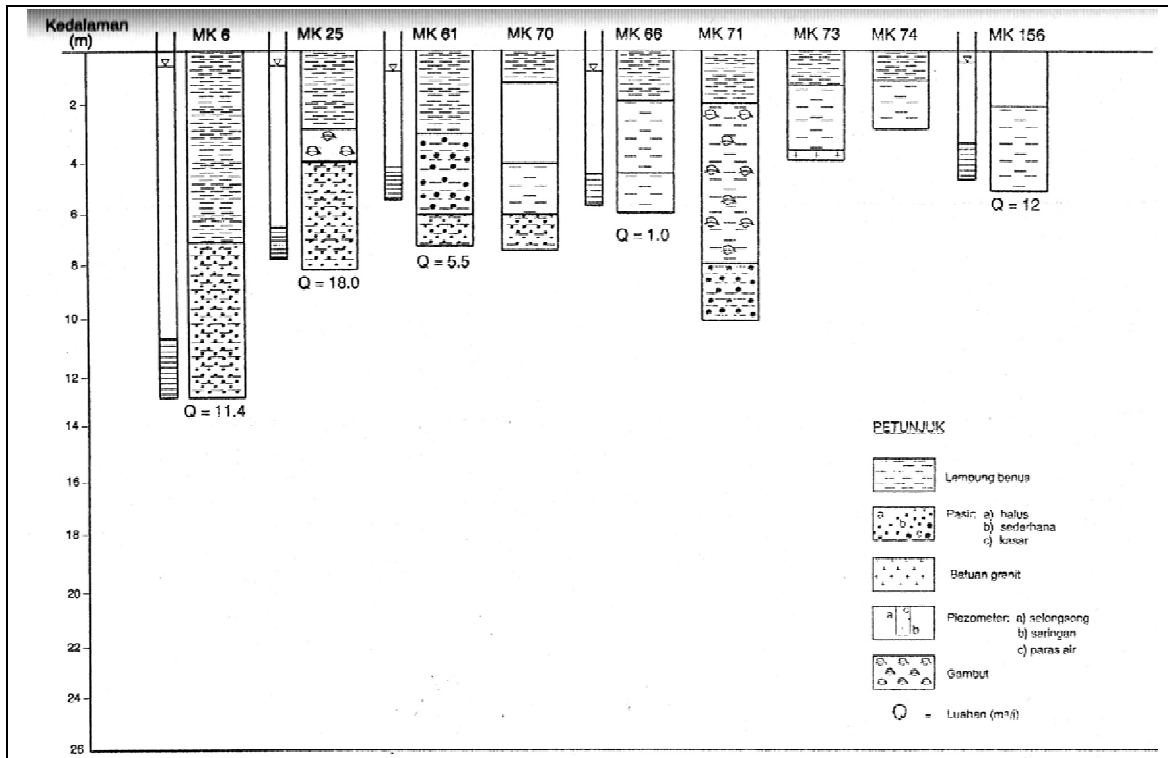 Kedalaman
(m)
MK 6 MK 25 MK 61 MK 70 MK 66 MK 71 MK 73 MK 74 MK 156
2
4
6
8
10
12
14
16
18
20
22
24
26
Q = 11.4
Q = 18.0
Q = 5.5
Q = 1.0
Q = 12
PETUNJUK
Lempung benua
a b c
Pasir: a) halus
b) sederhana
c) kasar
Batuan granit
a c b
Piezometer: a) selongsong
b) saringan
c) paras air
Gambut
Q - Luahan (m³/j)